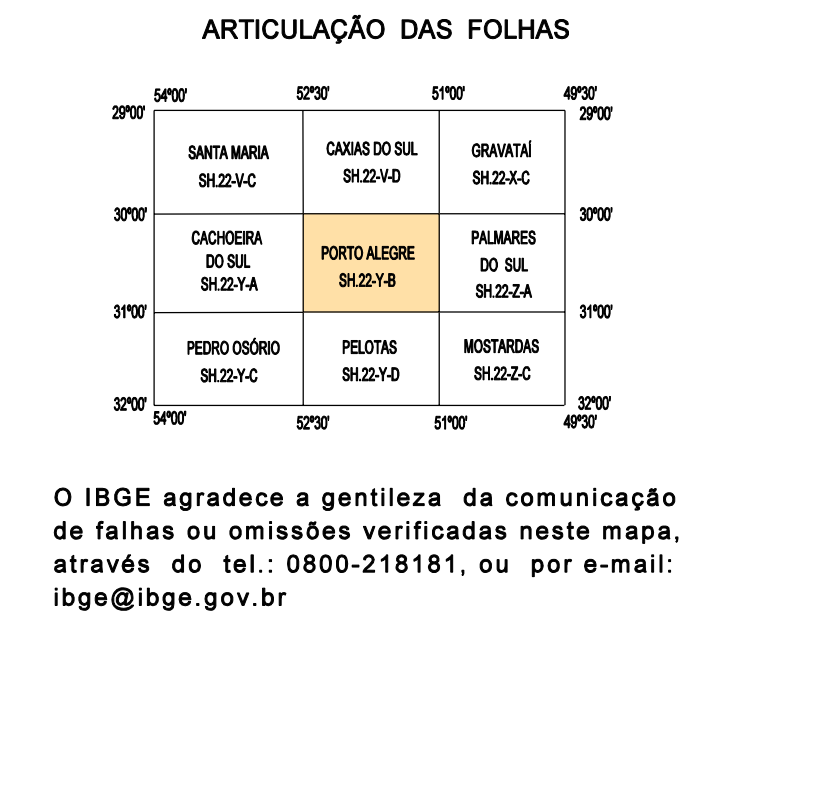 ARTICULAÇÃO DAS FOLHAS
54º00' 52º30' 51º00' 49º30'
29º00' 29º00'
SANTA MARIA
SH.22-V-C
CAXIAS DO SUL
SH.22-V-D
GRAVATAÍ
SH.22-X-C
30º00' 30º00'
CACHOEIRA
DO SUL
SH.22-Y-A
PORTO ALEGRE
SH.22-Y-B
PALMARES
DO SUL
SH.22-Z-A
31º00' 31º00'
PEDRO OSÓRIO
SH.22-Y-C
PELOTAS
SH.22-Y-D
MOSTARDAS
SH.22-Z-C
32º00' 32º00'
54º00' 52º30' 51º00' 49º30'
O IBGE agradece a gentileza da comunicação
de falhas ou omissões verificadas neste mapa,
através do tel.: 0800-218181, ou por e-mail:
ibge@ibge.gov.br